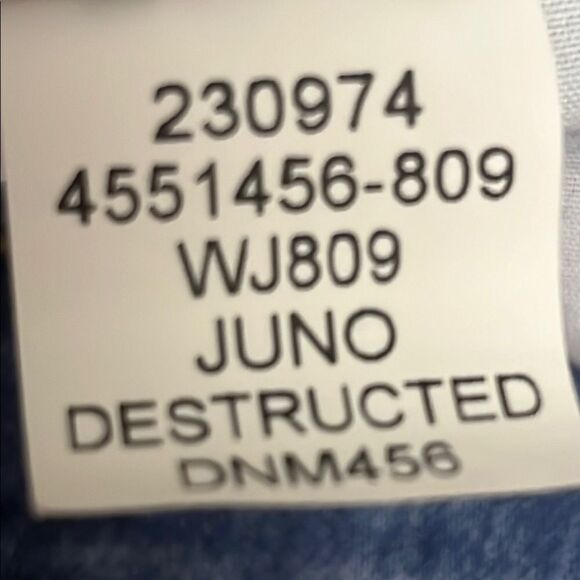 230974
4551456-809
WJ809
JUNO
DESTRUCTED
DNM456